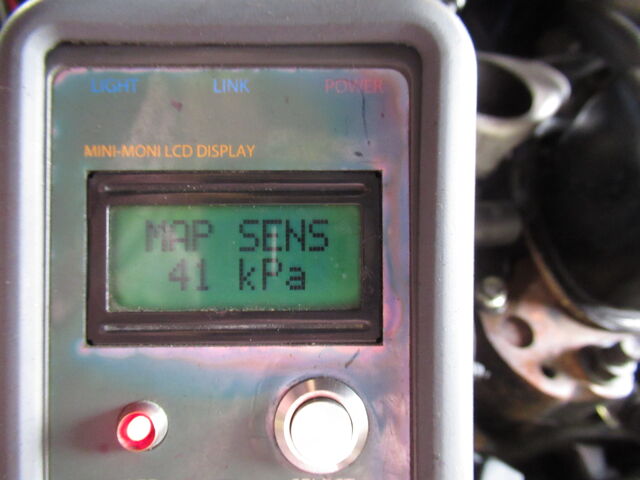 LIGHT LINK POWER
MINI-MONI LCD DISPLAY
MAP SENS
41 kPa